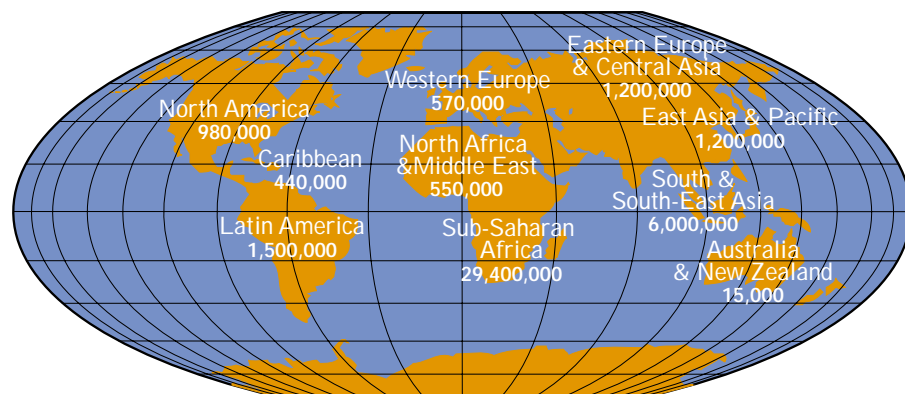 Eastern Europe
& Central Asia
1,200,000
Western Europe
570,000
North America
980,000
East Asia & Pacific
1,200,000
North Africa
&Middle East
550,000
Caribbean
440,000
South &
South-East Asia
6,000,000
Latin America
1,500,000
Sub-Saharan
Africa
29,400,000
Australia
& New Zealand
15,000